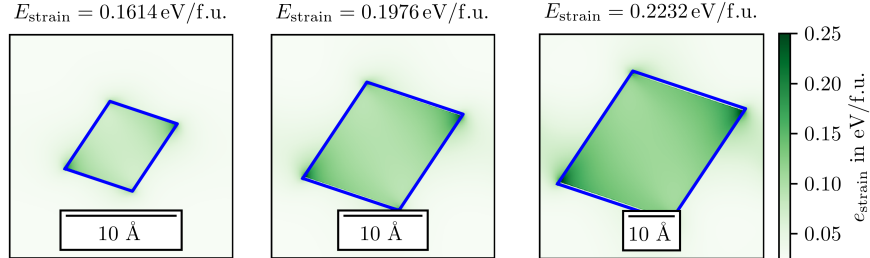 E_strain = 0.1614 eV/f.u.
E_strain = 0.1976 eV/f.u.
E_strain = 0.2232 eV/f.u.
10 Å
10 Å
10 Å
0.25
0.20
0.15
0.10
0.05
e_strain in eV/f.u.